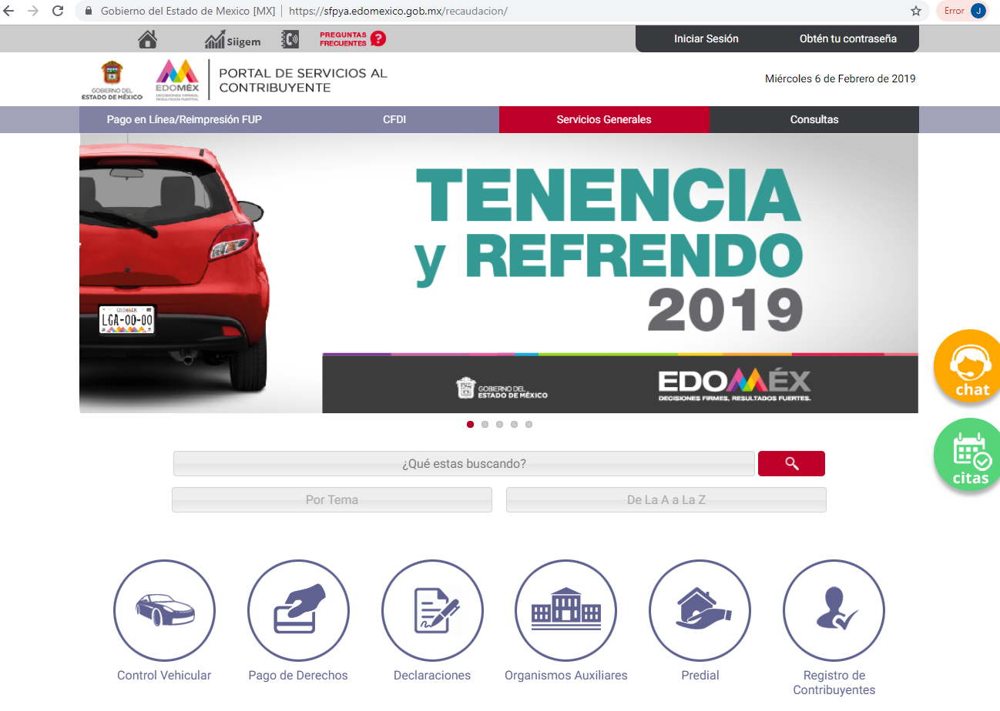 Gobierno del Estado de Mexico [MX] | https://sfpya.edomexico.gob.mx/recaudacion/
Error J
Siigem
PREGUNTAS
FRECUENTES ?
Iniciar Sesión
Obtén tu contraseña
GOBIERNO DEL
ESTADO DE MÉXICO
EDOMÉX
DECISIONES FIRMES,
RESULTADOS FUERTES.
PORTAL DE SERVICIOS AL
CONTRIBUYENTE
Miércoles 6 de Febrero de 2019
Pago en Línea/Reimpresión FUP
CFDI
Servicios Generales
Consultas
TENENCIA
y REFRENDO
2019
EDOMEX
LGA-00-00
GOBIERNO DEL
ESTADO DE MÉXICO
EDOMÉX
DECISIONES FIRMES, RESULTADOS FUERTES.
chat
citas
¿Qué estas buscando?
Por Tema
De La A a La Z
Control Vehicular
Pago de Derechos
Declaraciones
Organismos Auxiliares
Predial
Registro de
Contribuyentes